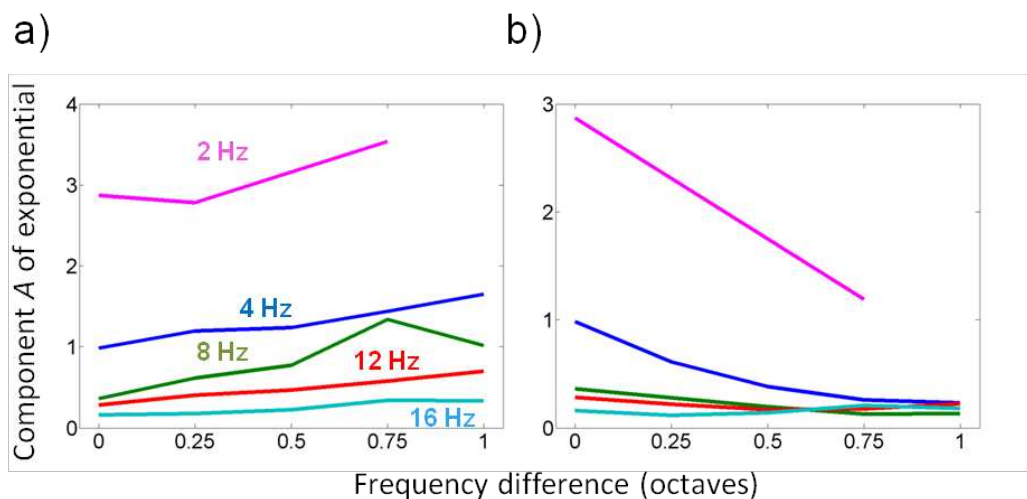 a)
b)
Component A of exponential
4
3
2
1
0
2 Hz
4 Hz
8 Hz
12 Hz
16 Hz
0 0.25 0.5 0.75 1
3
2
1
0
0 0.25 0.5 0.75 1
Frequency difference (octaves)